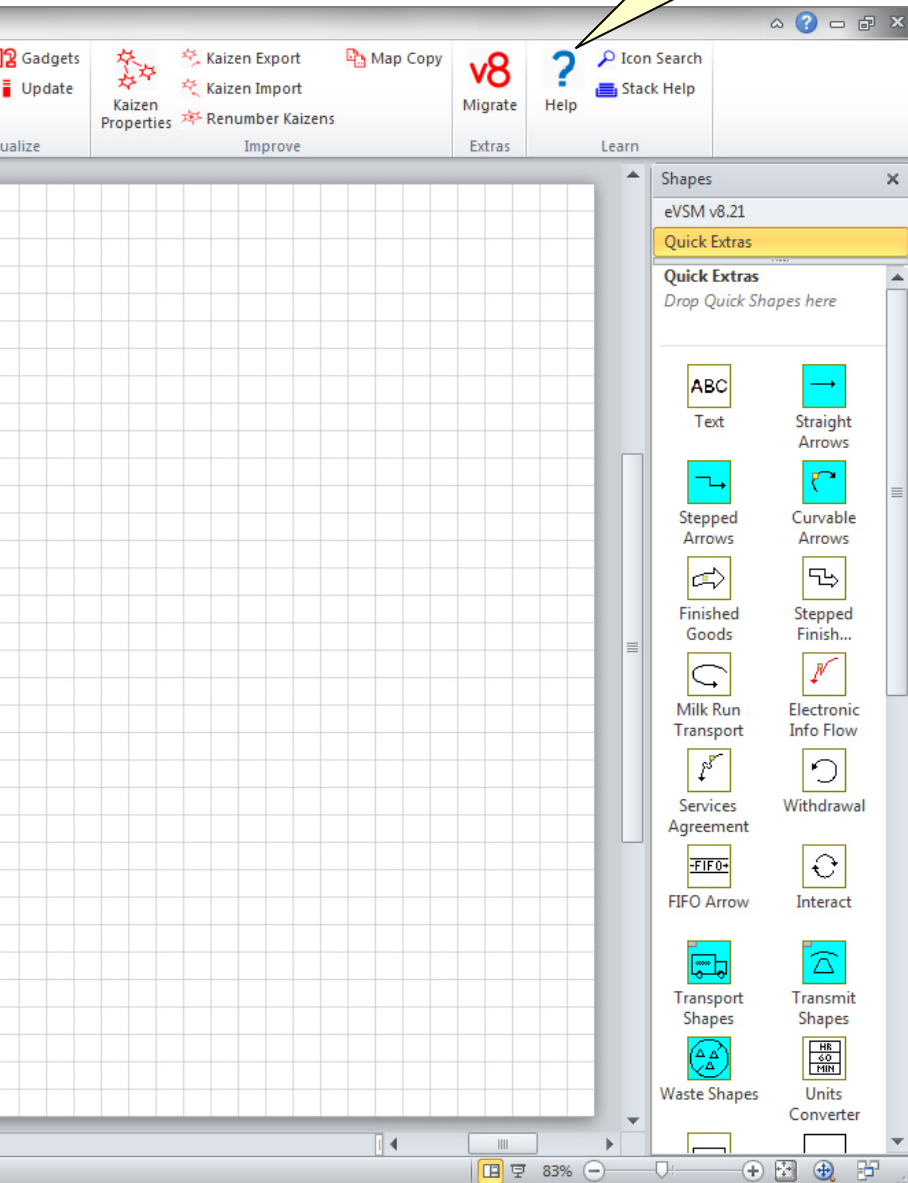 Gadgets
Update
Kaizen
Properties
Kaizen Export
Kaizen Import
Renumber Kaizens
Map Copy
v8
Migrate
?
Help
Icon Search
Stack Help
ualize
Improve
Extras
Learn
Shapes
eVSM v8.21
Quick Extras
Quick Extras
Drop Quick Shapes here
ABC
Text
Straight
Arrows
Stepped
Arrows
Curvable
Arrows
Finished
Goods
Stepped
Finish...
Milk Run
Transport
Electronic
Info Flow
Services
Agreement
Withdrawal
FIFO
FIFO Arrow
Interact
Transport
Shapes
Transmit
Shapes
Waste Shapes
HR
60
MIN
Units
Converter
83%